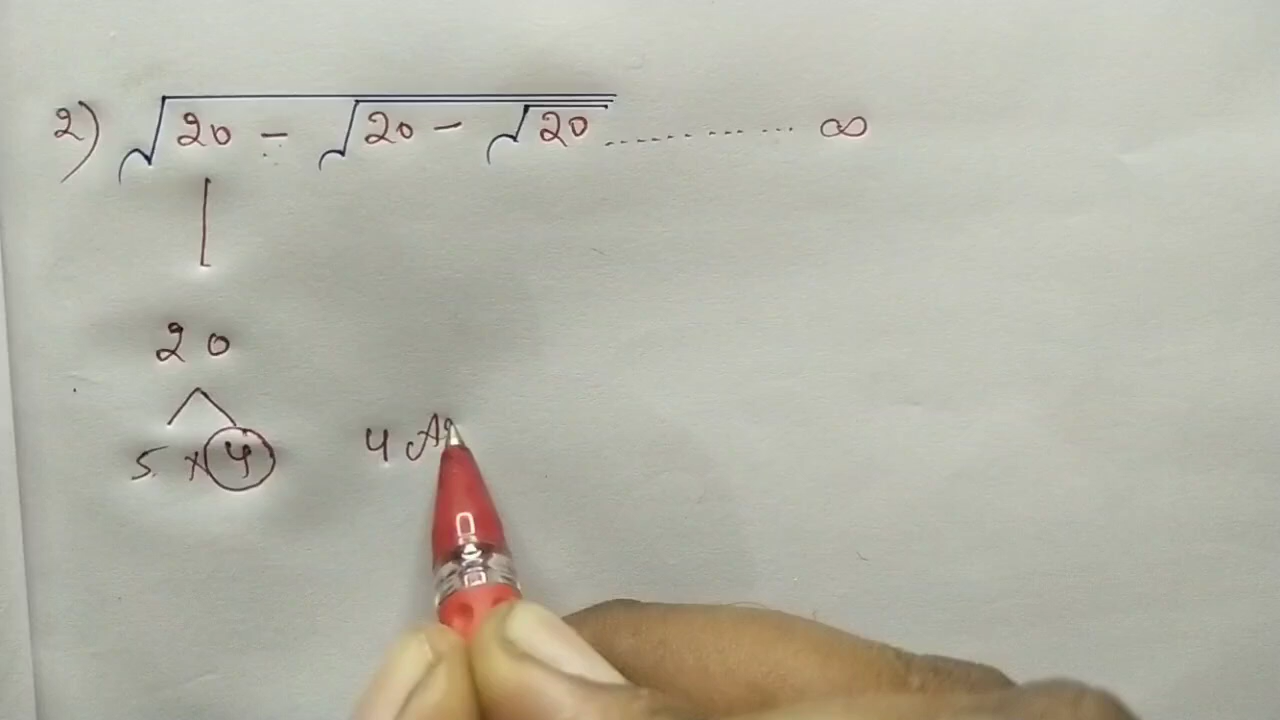 2) √20 - √20 - √20 .............. ∞
20
5 × 4
4 A